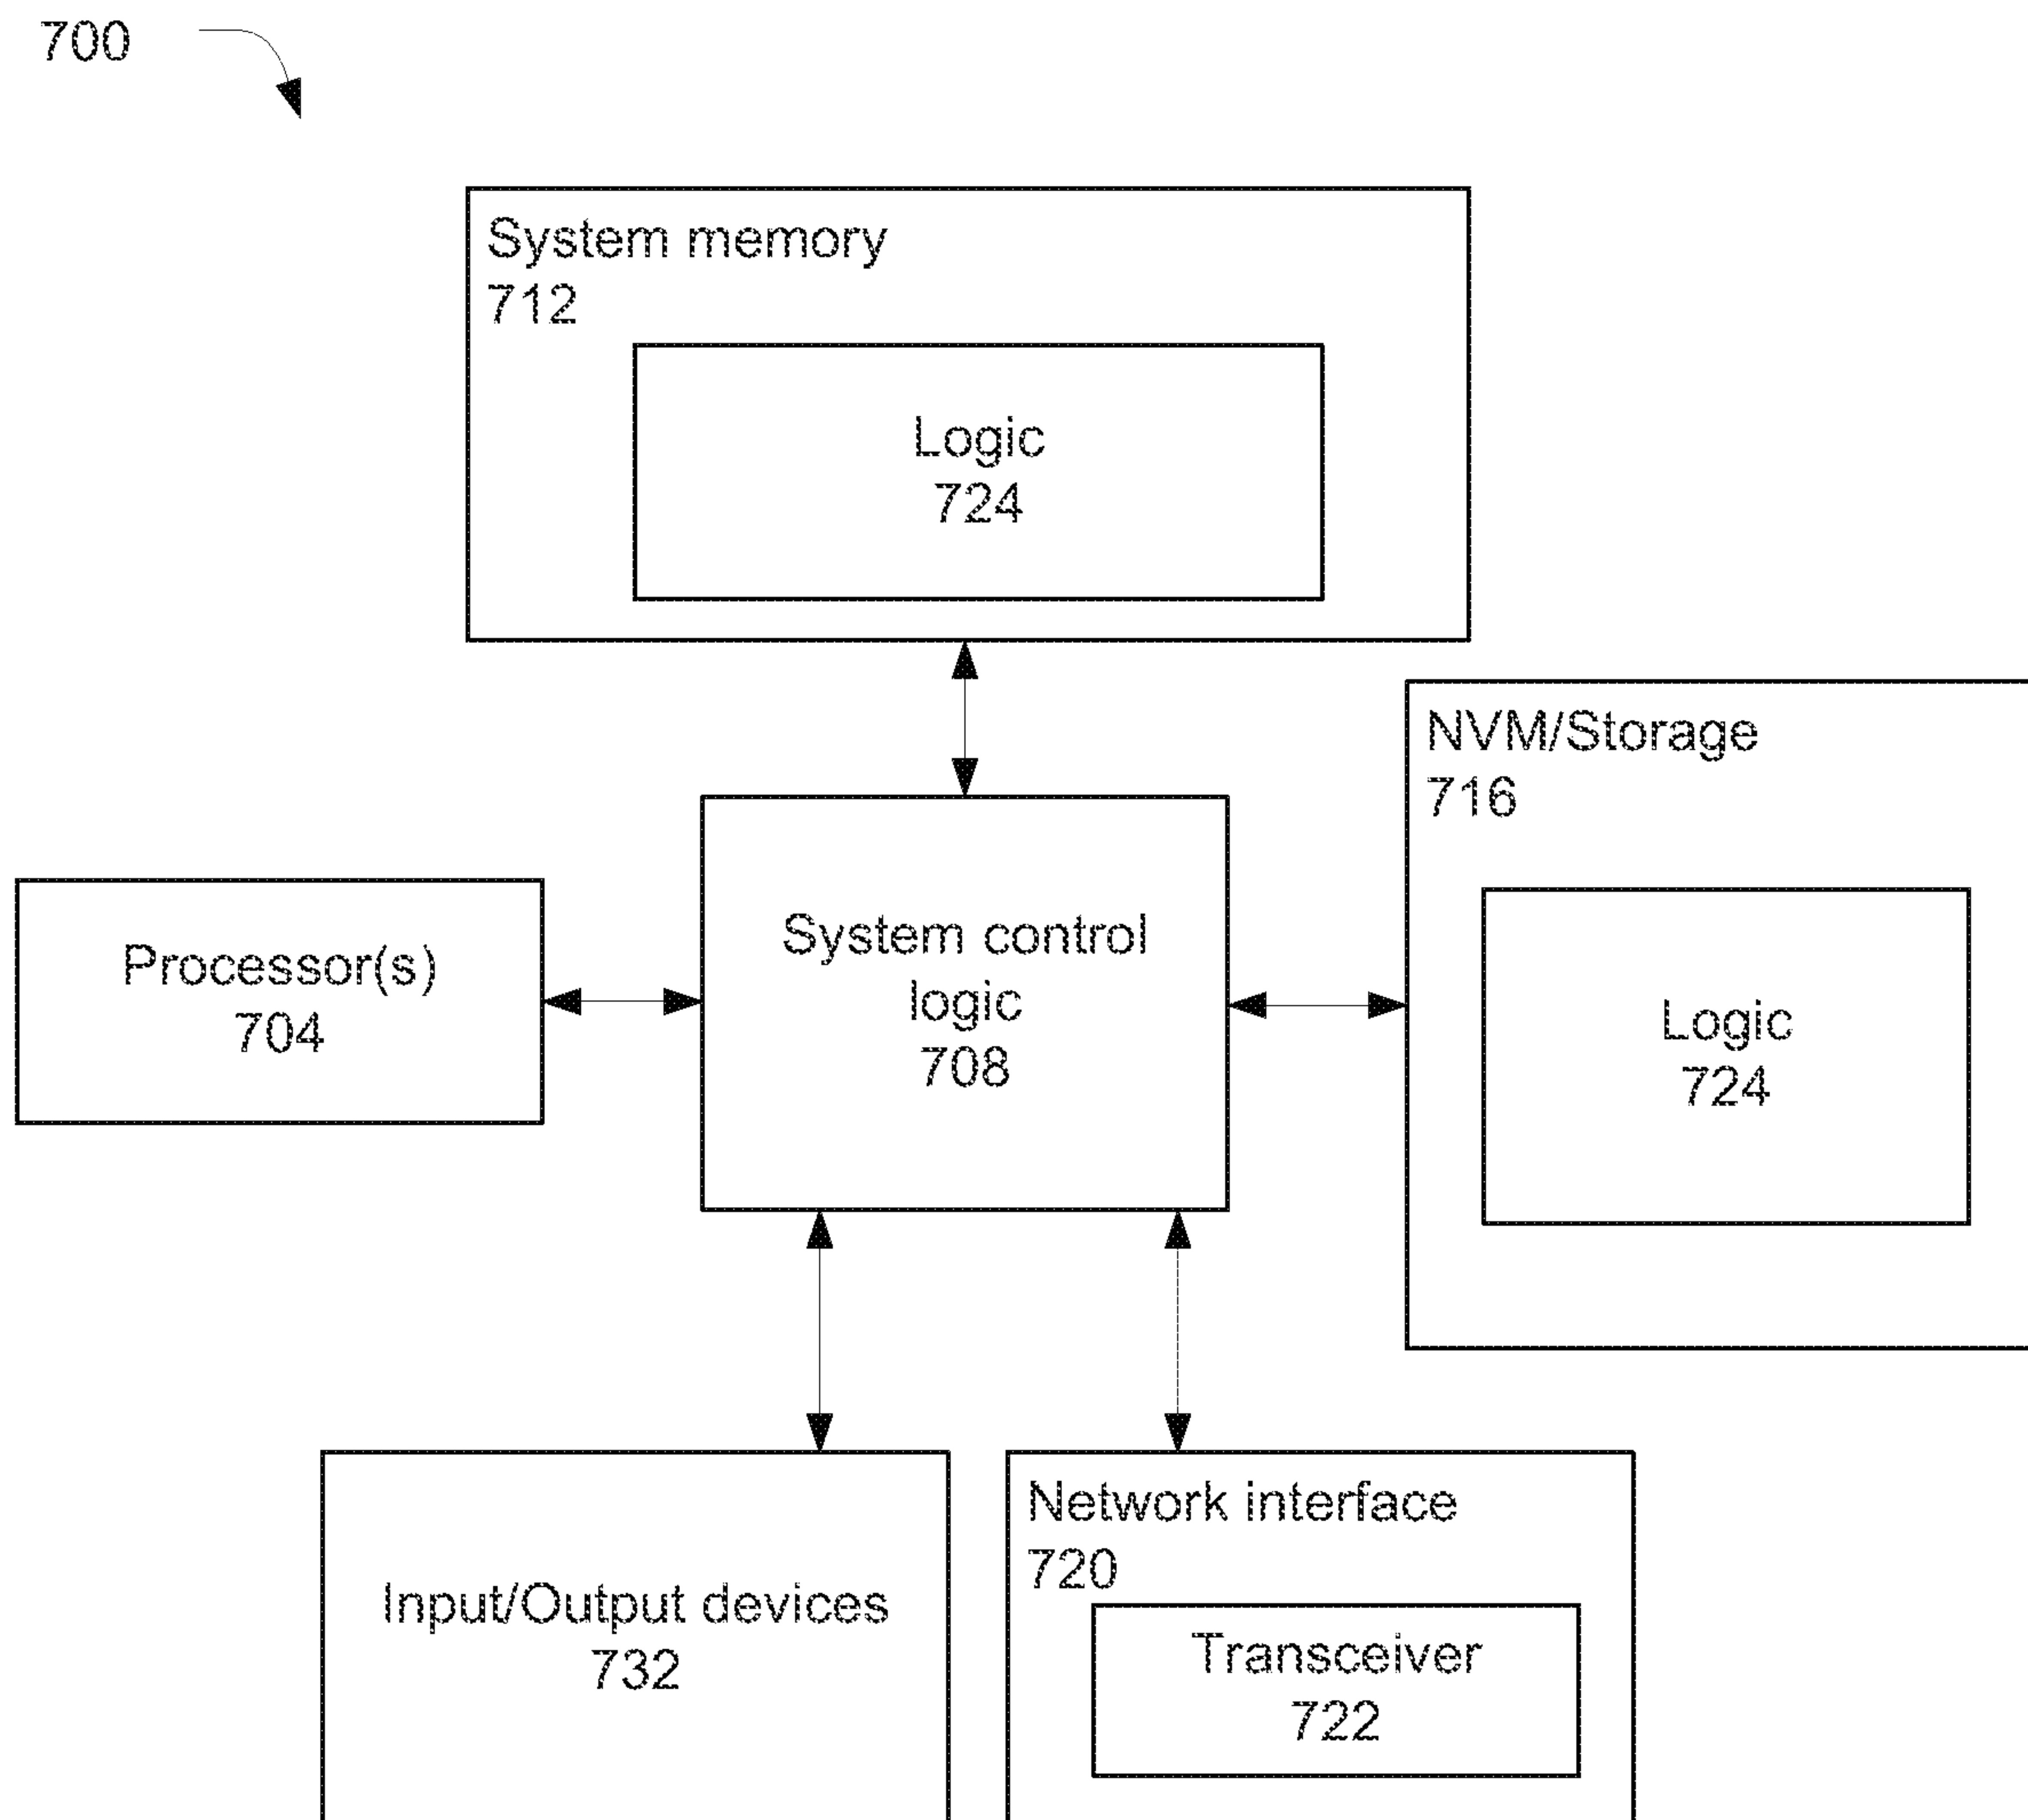 700
System memory
712
Logic
724
NVM/Storage
716
Processor(s)
704
System control
logic
708
Logic
724
Input/Output devices
732
Network interface
720
Transceiver
722